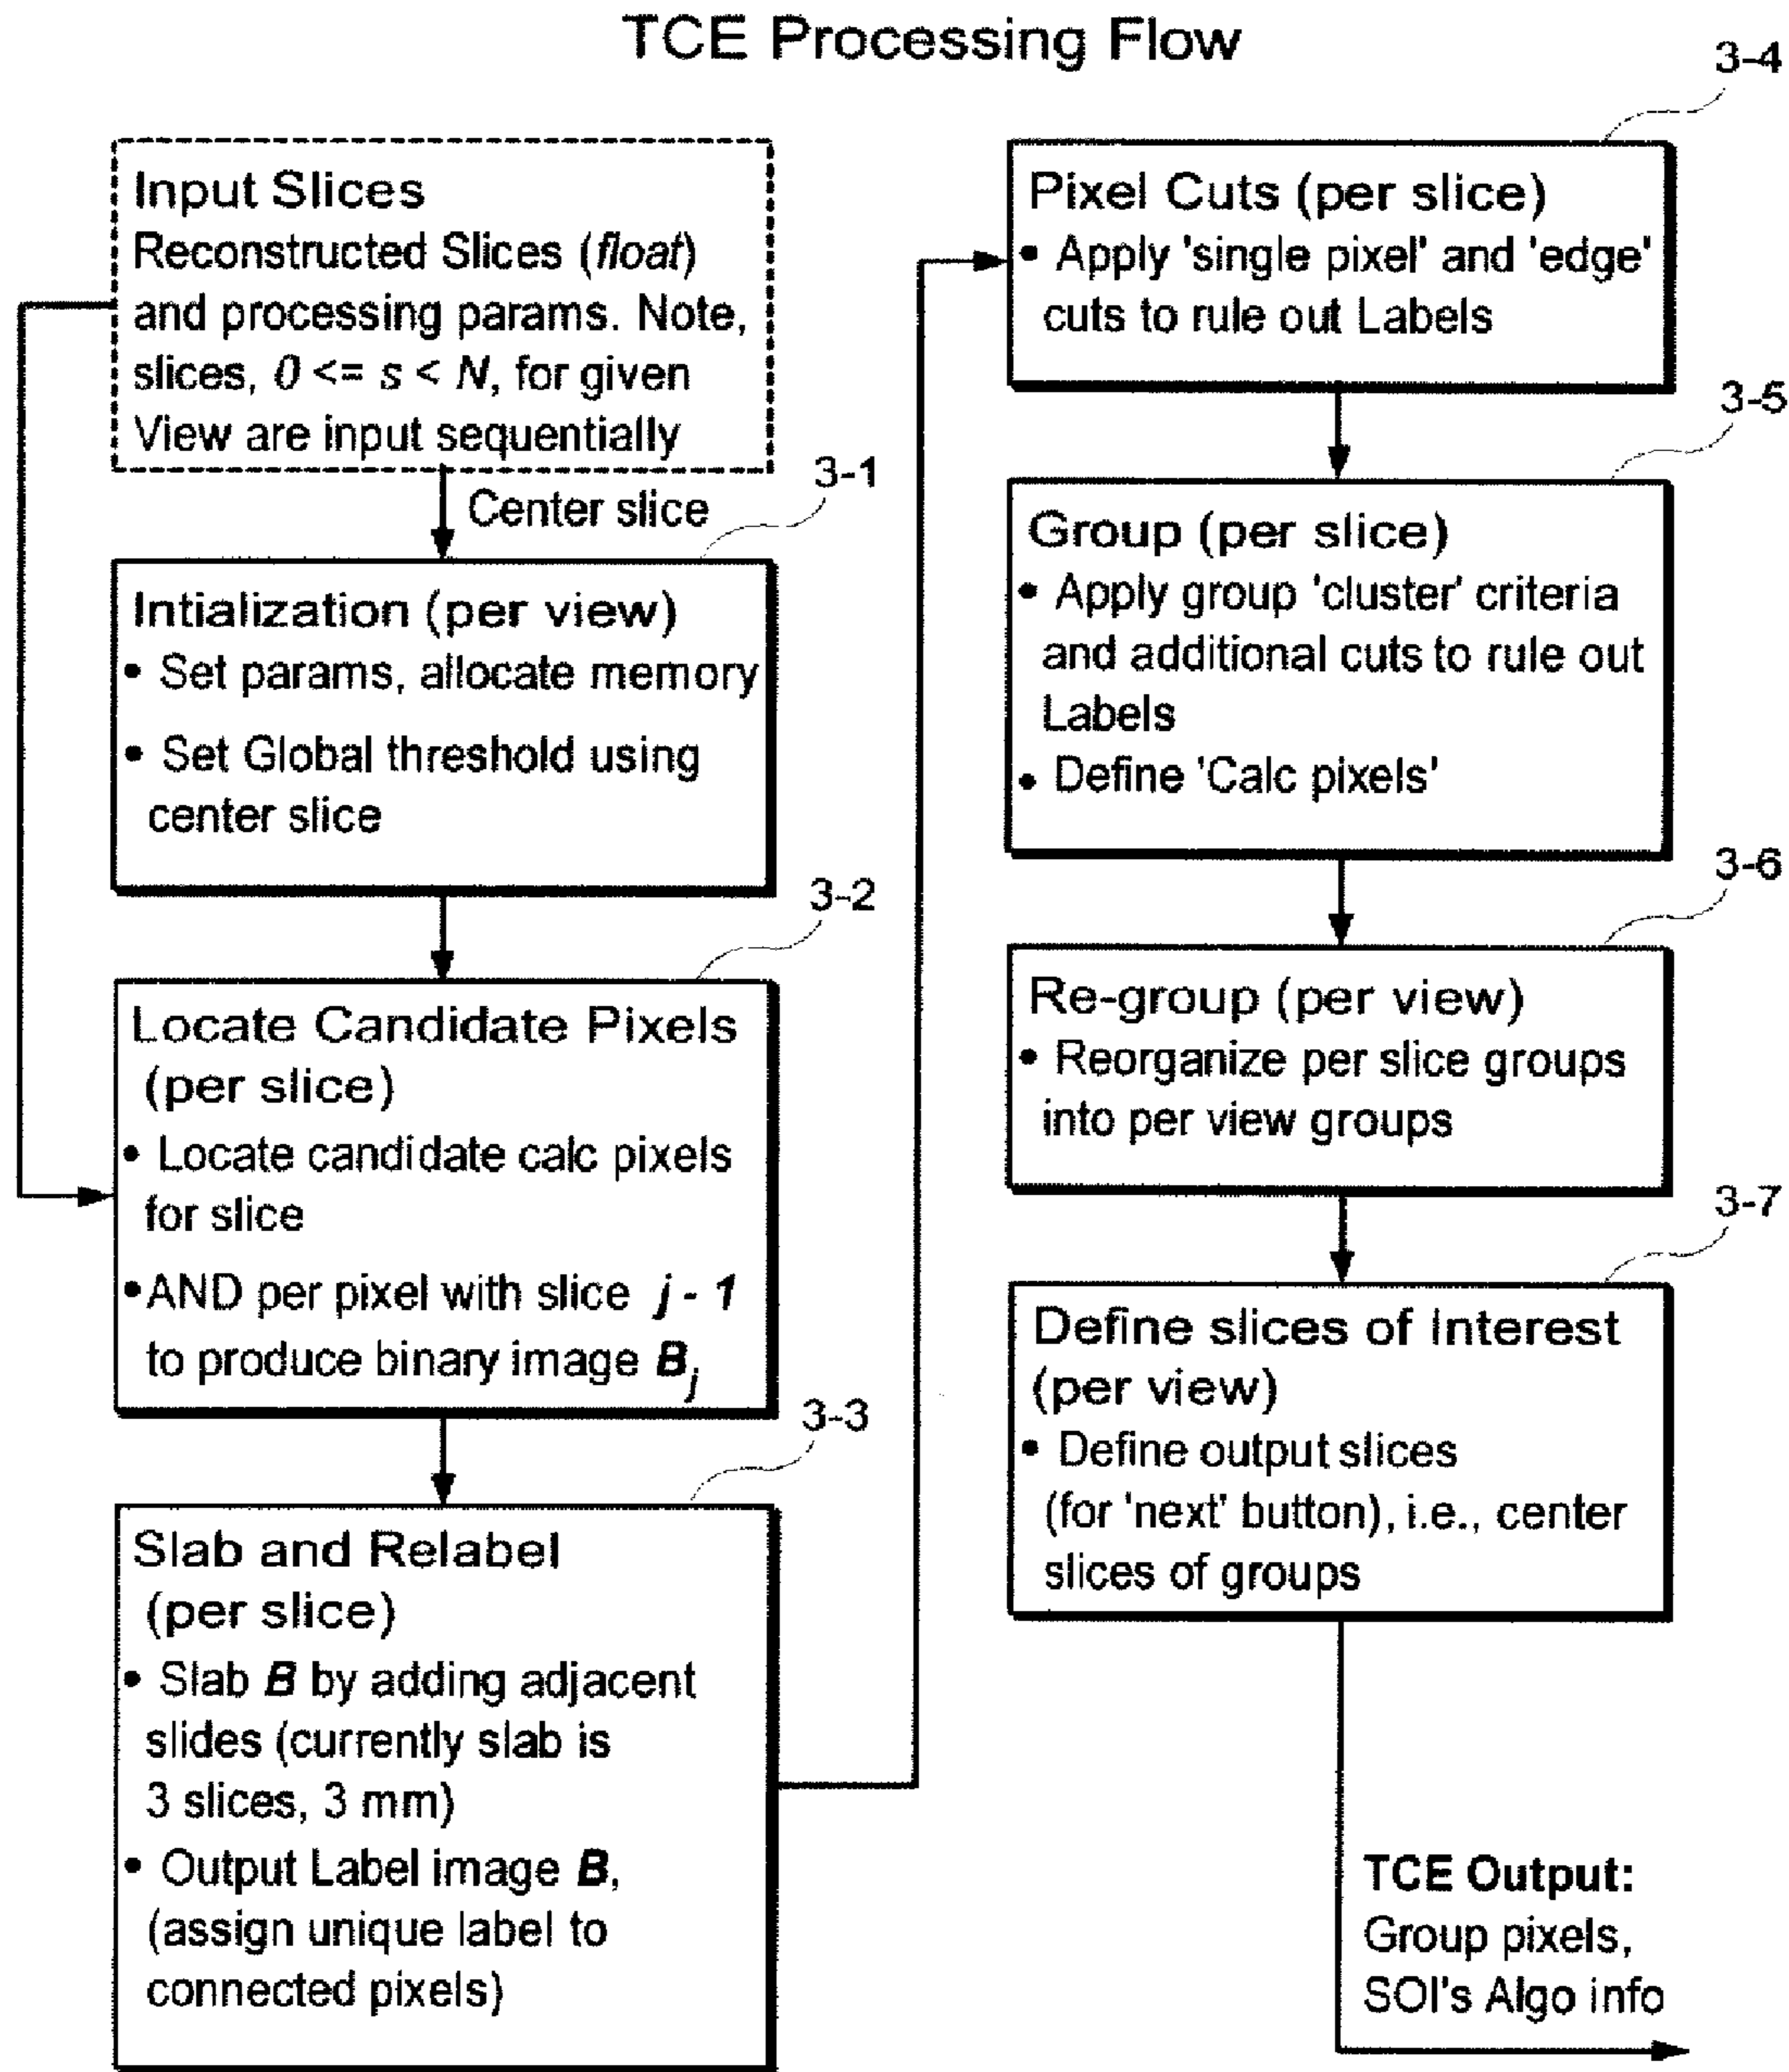 TCE Processing Flow
Input Slices
Reconstructed Slices (float)
and processing params. Note,
slices, 0 <= s < N, for given
View are input sequentially
Center slice
3-1
Intialization (per view)
• Set params, allocate memory
• Set Global threshold using
center slice
3-2
Locate Candidate Pixels
(per slice)
• Locate candidate calc pixels
for slice
• AND per pixel with slice j - 1
to produce binary image Bj
3-3
Slab and Relabel
(per slice)
• Slab B by adding adjacent
slides (currently slab is
3 slices, 3 mm)
• Output Label image B,
(assign unique label to
connected pixels)
3-4
Pixel Cuts (per slice)
• Apply 'single pixel' and 'edge'
cuts to rule out Labels
3-5
Group (per slice)
• Apply group 'cluster' criteria
and additional cuts to rule out
Labels
• Define 'Calc pixels'
3-6
Re-group (per view)
• Reorganize per slice groups
into per view groups
3-7
Define slices of Interest
(per view)
• Define output slices
(for 'next' button), i.e., center
slices of groups
TCE Output:
Group pixels,
SOI's Algo info